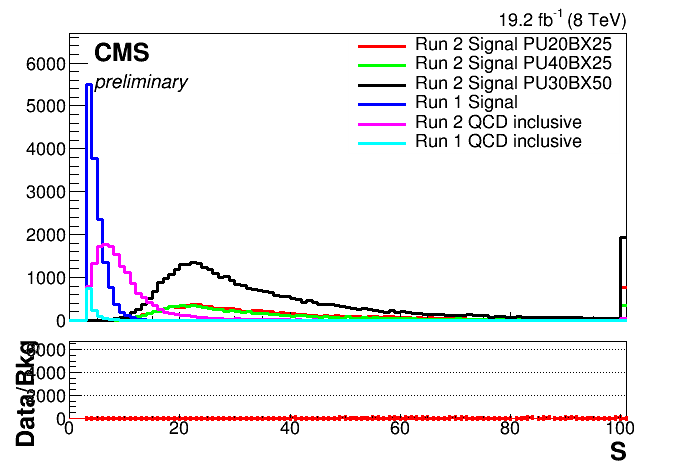 19.2 fb-1 (8 TeV)
CMS
preliminary
Run 2 Signal PU20BX25
Run 2 Signal PU40BX25
Run 2 Signal PU30BX50
Run 1 Signal
Run 2 QCD inclusive
Run 1 QCD inclusive
6000
5000
4000
3000
2000
1000
0
Data/Bkg
6000
4000
2000
0
0 20 40 60 80 100
S